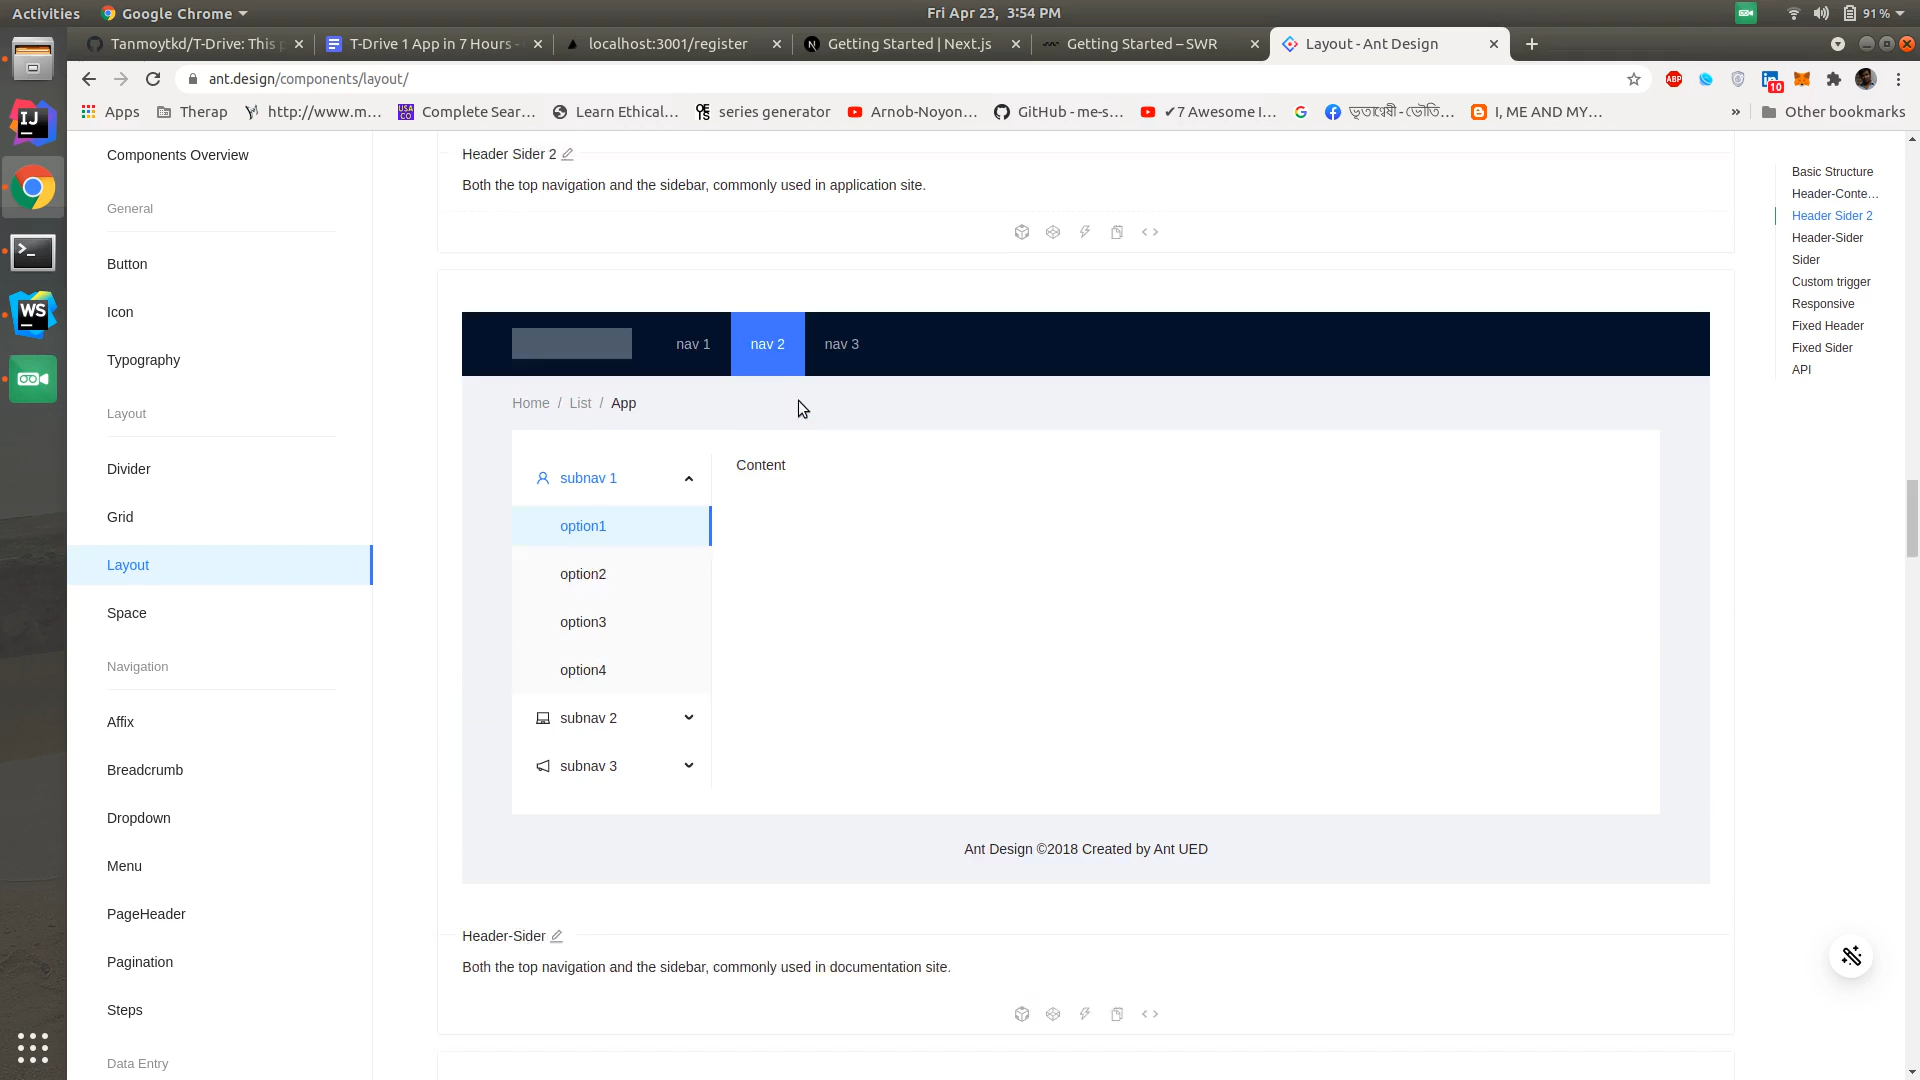 Activities
Google Chrome
Fri Apr 23, 3:54 PM
91 %
Tanmoytkd/T-Drive: This p
T-Drive 1 App in 7 Hours -
localhost:3001/register
Getting Started | Next.js
Getting Started – SWR
Layout - Ant Design
ant.design/components/layout/
ABP
10
Apps
Therap
http://www.m...
USA
CO
Complete Sear...
Learn Ethical...
series generator
Arnob-Noyon...
GitHub - me-s...
✔7 Awesome I...
ভূতান্বেষী - ভৌতি...
I, ME AND MY...
»
Other bookmarks
IJ
WS
Components Overview
General
Button
Icon
Typography
Layout
Divider
Grid
Layout
Space
Navigation
Affix
Breadcrumb
Dropdown
Menu
PageHeader
Pagination
Steps
Data Entry
Header Sider 2
Both the top navigation and the sidebar, commonly used in application site.
nav 1
nav 2
nav 3
Home / List / App
subnav 1
option1
option2
option3
option4
subnav 2
subnav 3
Content
Ant Design ©2018 Created by Ant UED
Header-Sider
Both the top navigation and the sidebar, commonly used in documentation site.
Basic Structure
Header-Conte...
Header Sider 2
Header-Sider
Sider
Custom trigger
Responsive
Fixed Header
Fixed Sider
API